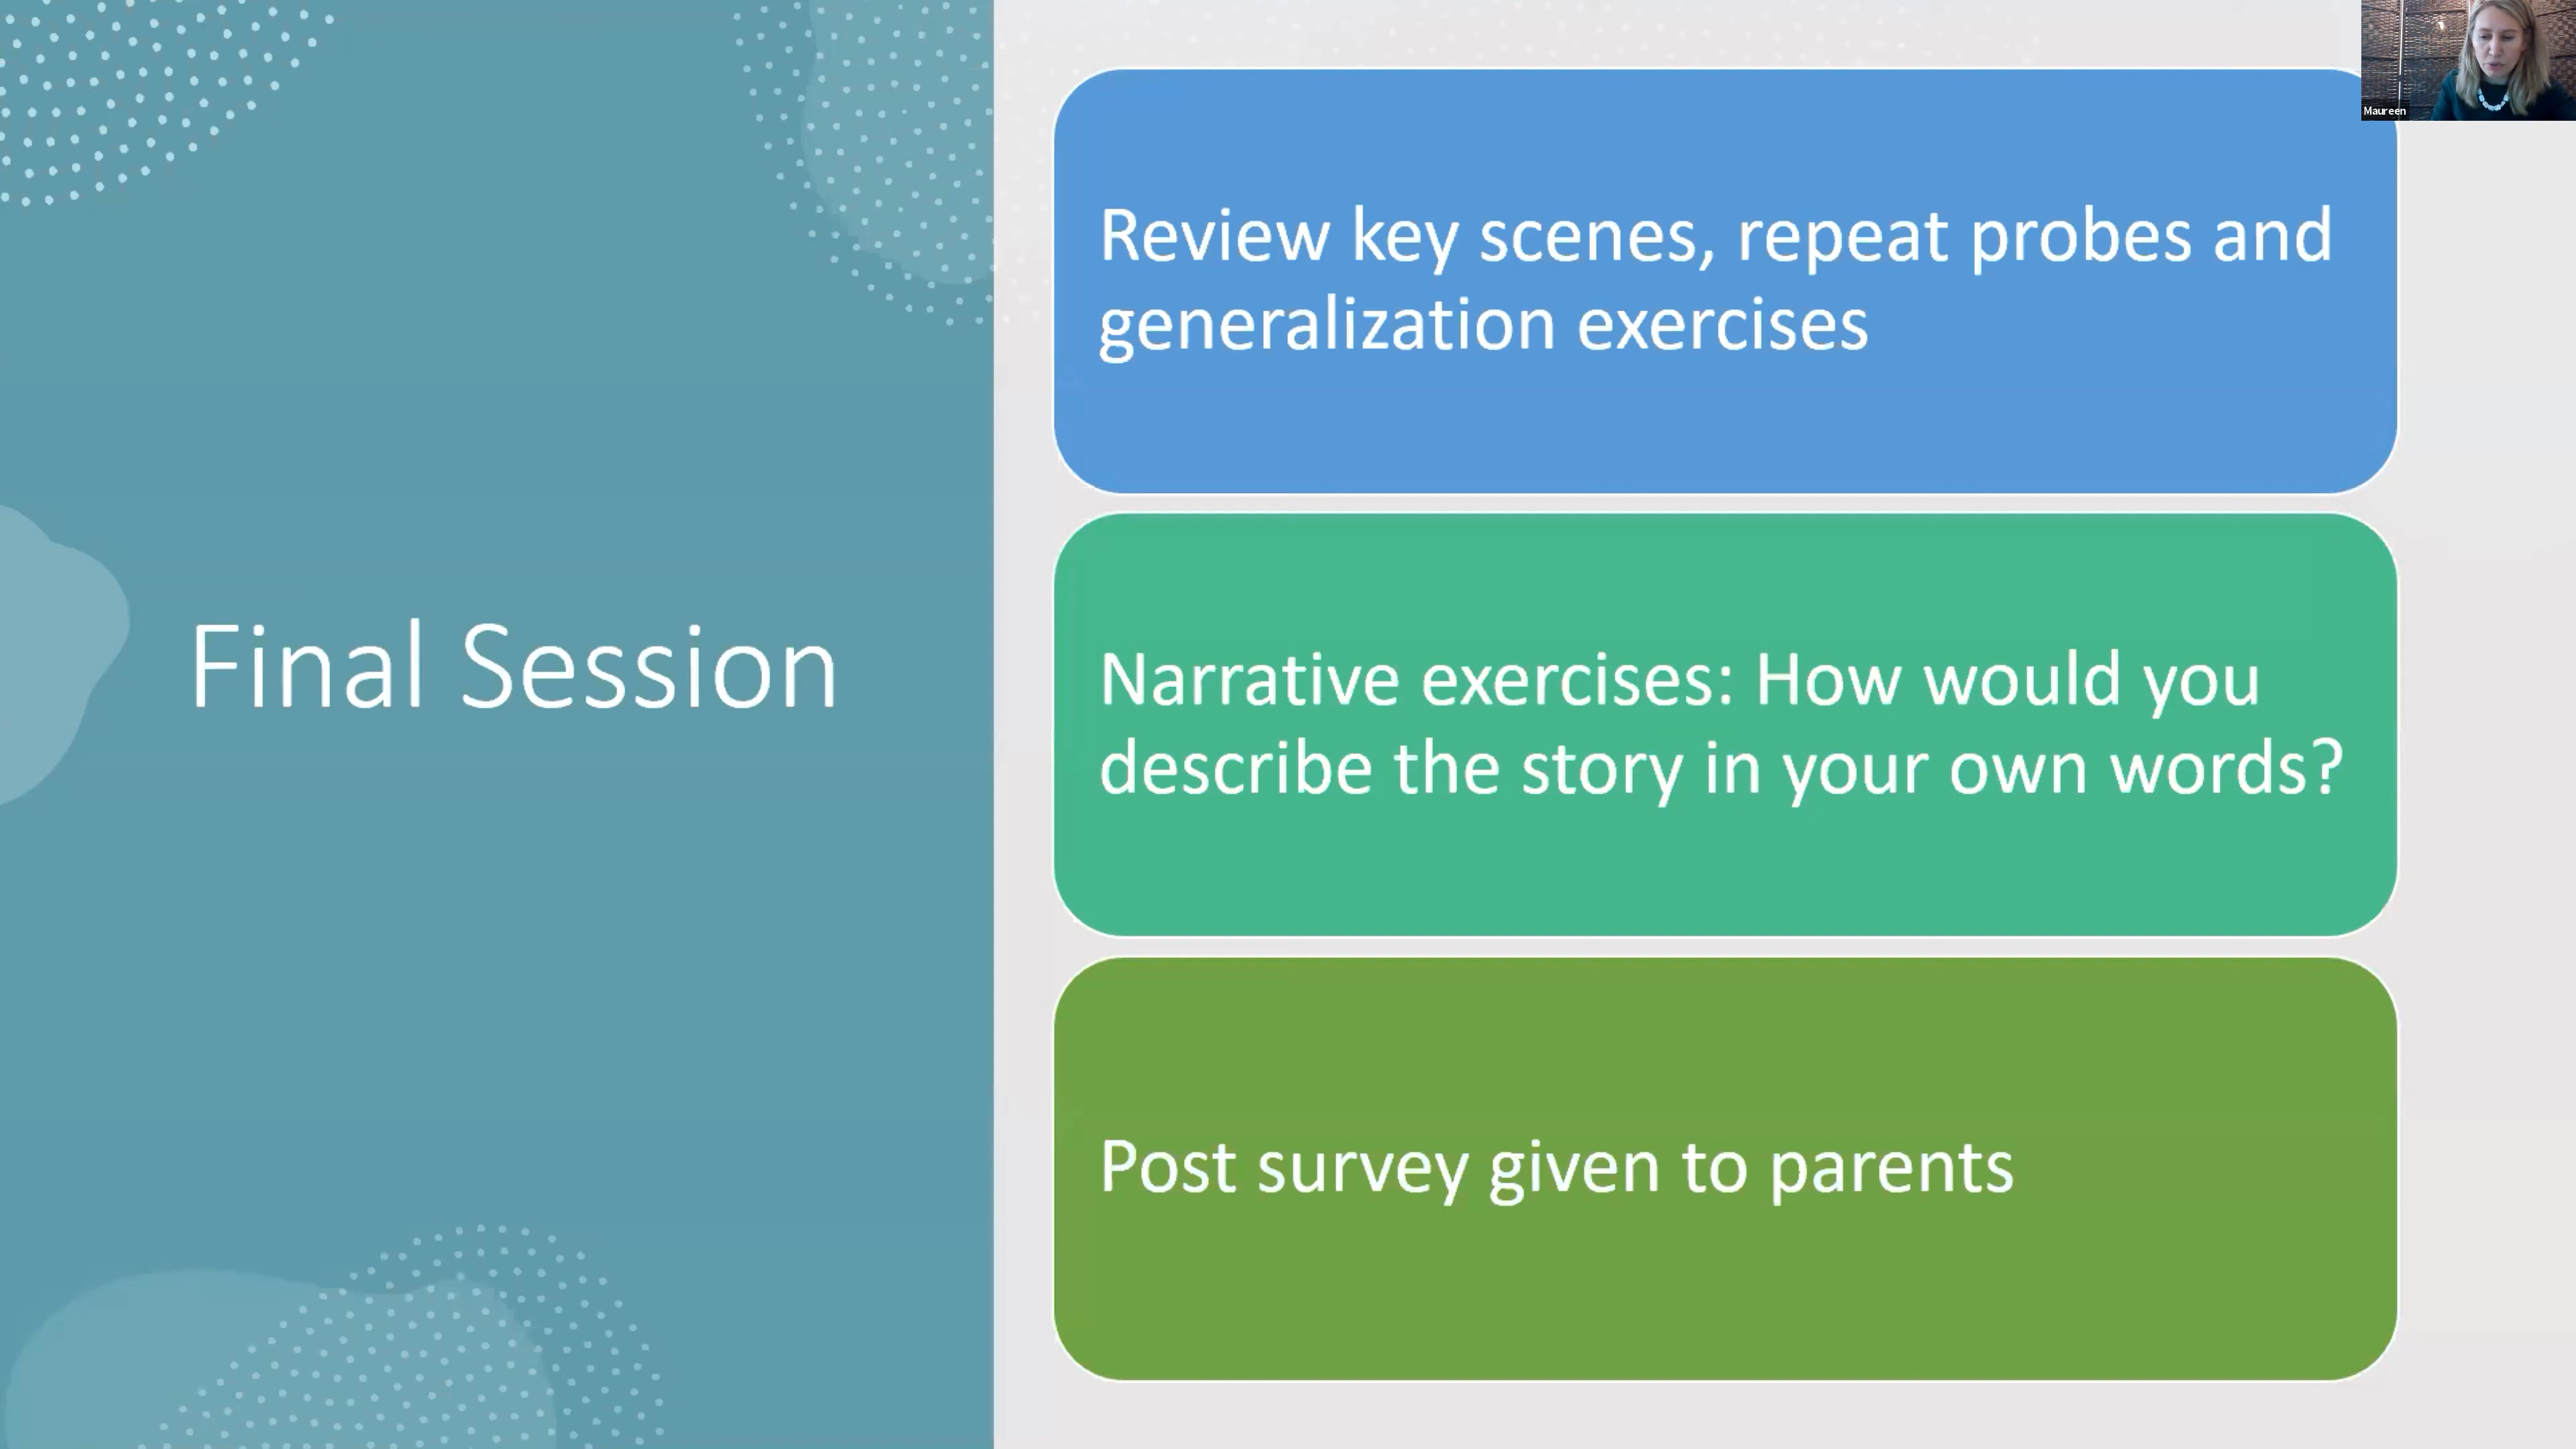 Final Session
Review key scenes, repeat probes and
generalization exercises
Narrative exercises: How would you
describe the story in your own words?
Post survey given to parents
Maureen